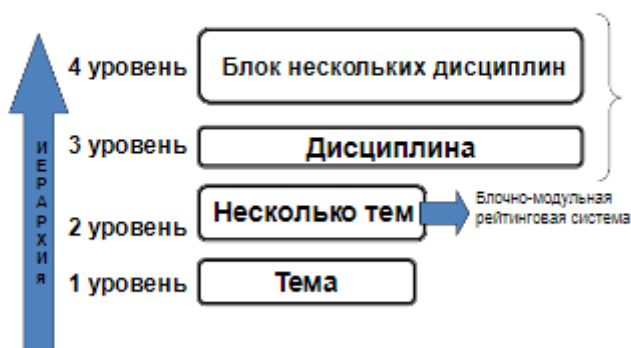 4 уровень
Блок нескольких дисциплин
3 уровень
Дисциплина
2 уровень
Несколько тем
Блочно-модульная
рейтинговая система
1 уровень
Тема
ИЕРАРХИЯ